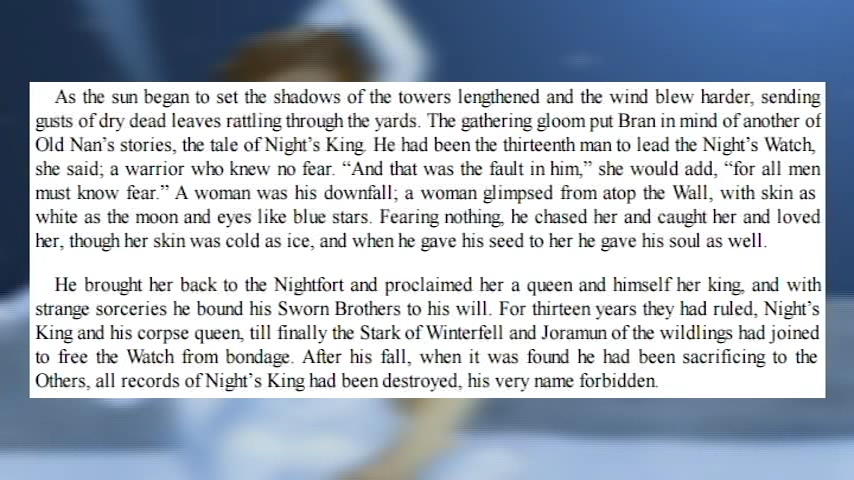 As the sun began to set the shadows of the towers lengthened and the wind blew harder, sending
gusts of dry dead leaves rattling through the yards. The gathering gloom put Bran in mind of another of
Old Nan's stories, the tale of Night's King. He had been the thirteenth man to lead the Night's Watch,
she said; a warrior who knew no fear. “And that was the fault in him,” she would add, “for all men
must know fear.” A woman was his downfall; a woman glimpsed from atop the Wall, with skin as
white as the moon and eyes like blue stars. Fearing nothing, he chased her and caught her and loved
her, though her skin was cold as ice, and when he gave his seed to her he gave his soul as well.
He brought her back to the Nightfort and proclaimed her a queen and himself her king, and with
strange sorceries he bound his Sworn Brothers to his will. For thirteen years they had ruled, Night's
King and his corpse queen, till finally the Stark of Winterfell and Joramun of the wildlings had joined
to free the Watch from bondage. After his fall, when it was found he had been sacrificing to the
Others, all records of Night's King had been destroyed, his very name forbidden.